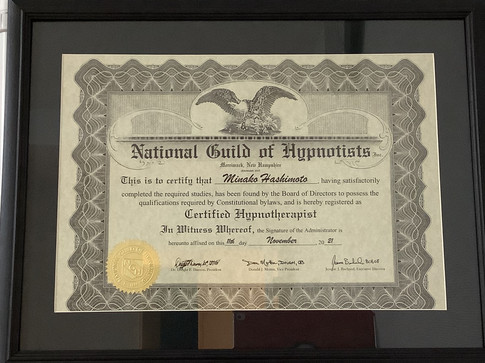 National Guild of Hypnotists Inc.
Merrimack, New Hampshire
This is to certify that Minako Hashimoto having satisfactorily
completed the required studies, has been found by the Board of Directors to possess the
qualifications required by Constitutional bylaws, and is hereby registered as
Certified Hypnotherapist
In Witness Whereof, the Signature of the Administrator is
hereunto affixed on this day November 20 21
President
Vice President
Executive Director